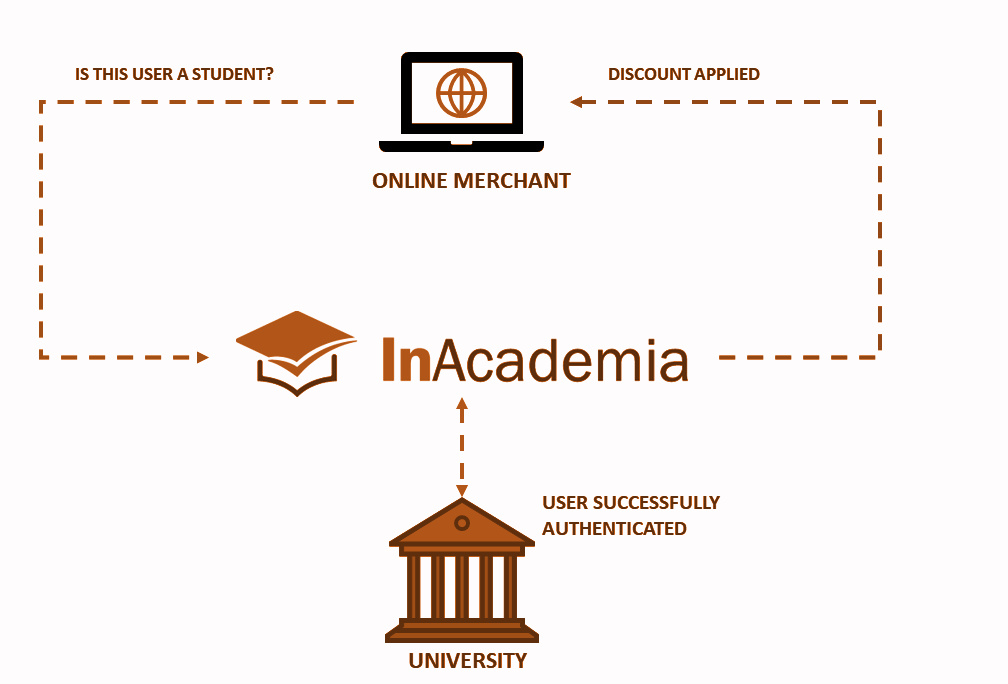 IS THIS USER A STUDENT?
DISCOUNT APPLIED
ONLINE MERCHANT
InAcademia
USER SUCCESSFULLY
AUTHENTICATED
UNIVERSITY